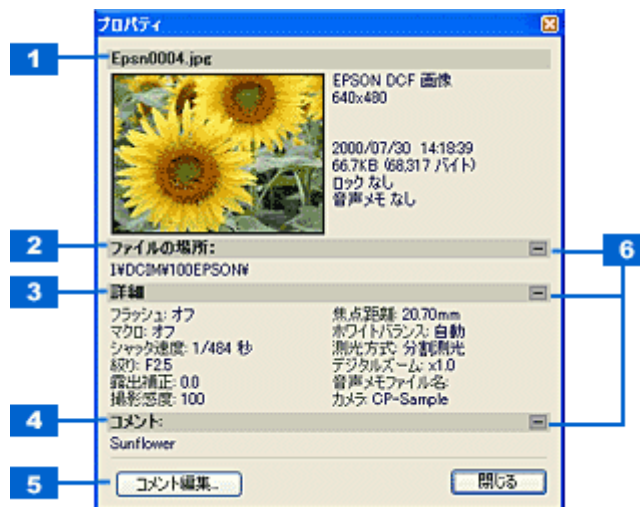 プロパティ
1
Epsn0004.jpg
EPSON DCF 画像
640x480
2000/07/30 14:18:39
66.7KB (68,317 バイト)
ロック なし
音声メモ なし
2
ファイルの場所:
6
I¥DCIM¥100EPSON¥
3
詳細
フラッシュ: オフ
焦点距離: 20.70mm
マクロ: オフ
ホワイトバランス: 自動
シャッタ速度: 1/484 秒
測光方式: 分割測光
絞り: F2.5
デジタルズーム: x1.0
露出補正: 0.0
音声メモファイル名:
撮影感度: 100
カメラ: CP-Sample
4
コメント:
Sunflower
5
コメント編集...
閉じる